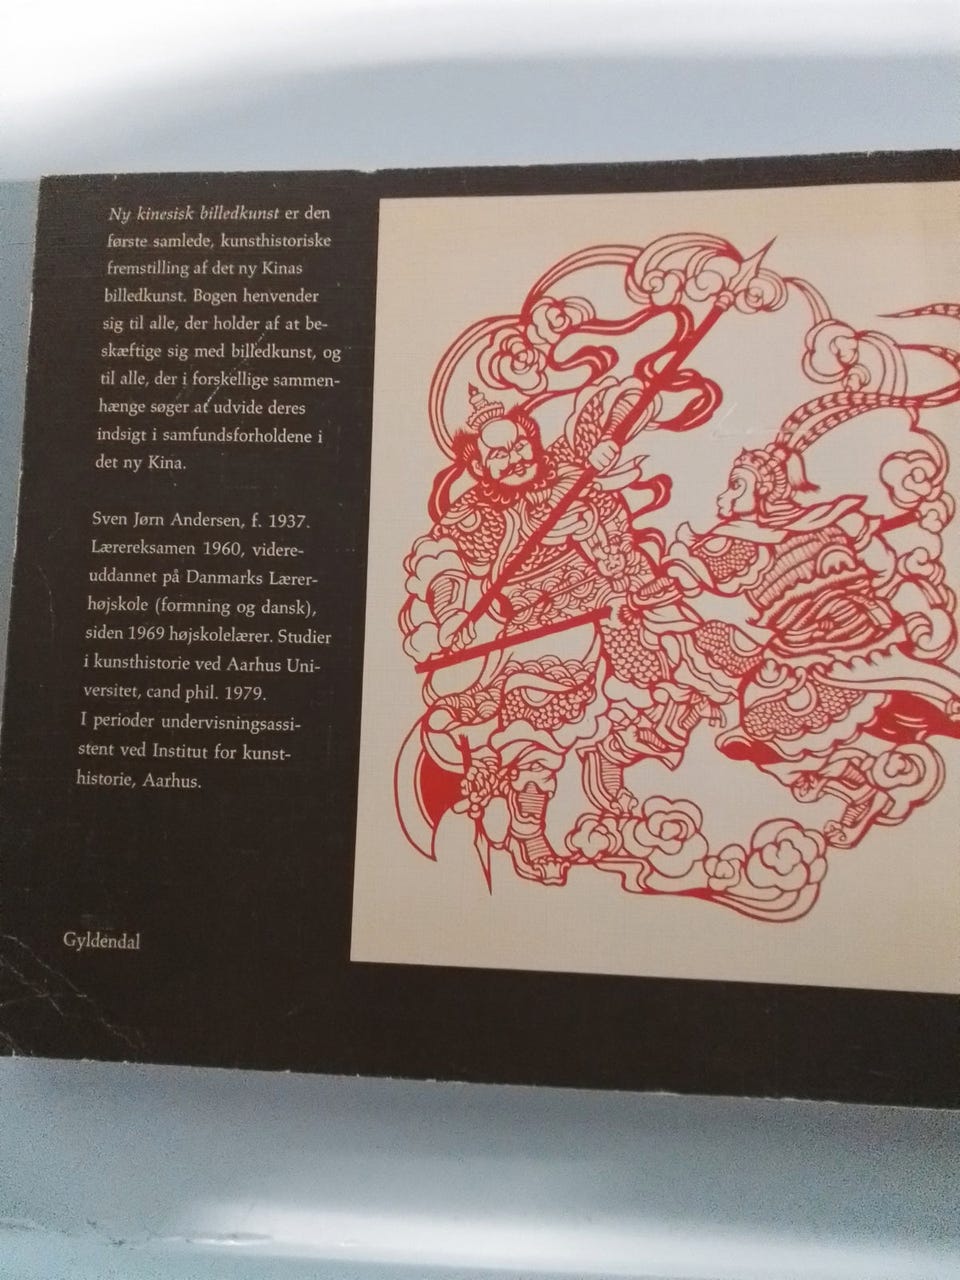 Ny kinesisk billedkunst er den
første samlede, kunsthistoriske
fremstilling af det ny Kinas
billedkunst. Bogen henvender
sig til alle, der holder af at be-
skæftige sig med billedkunst, og
til alle, der i forskellige sammen-
hænge søger at udvide deres
indsigt i samfundsforholdene i
det ny Kina.
Sven Jørn Andersen, f. 1937.
Lærereksamen 1960, videre-
uddannet på Danmarks Lærer-
højskole (formning og dansk),
siden 1969 højskolelærer. Studier
i kunsthistorie ved Aarhus Uni-
versitet, cand phil. 1979.
I perioder undervisningsassi-
stent ved Institut for kunst-
historie, Aarhus.
Gyldendal